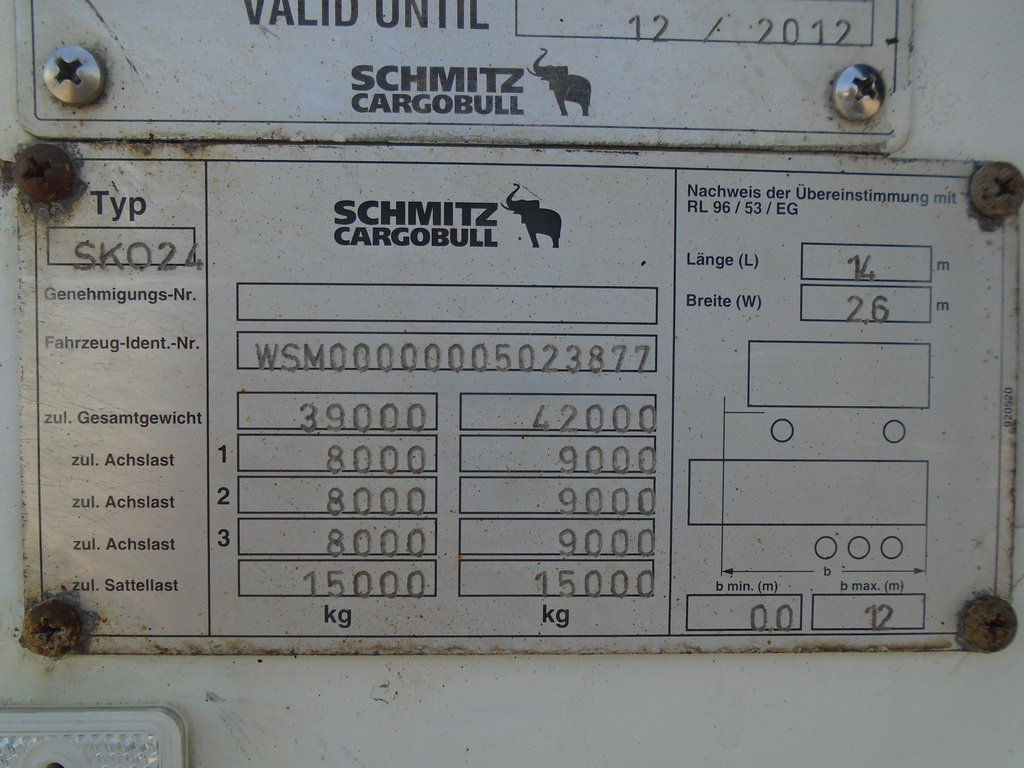 VALID UNTIL 12 / 2012
SCHMITZ
CARGOBULL
Typ
SKO24
SCHMITZ
CARGOBULL
Genehmigungs-Nr.
Fahrzeug-Ident.-Nr. WSM00000005023877
zul. Gesamtgewicht 39000 42000
zul. Achslast 1 8000 9000
zul. Achslast 2 8000 9000
zul. Achslast 3 8000 9000
zul. Sattellast 15000 15000
kg kg
Nachweis der Übereinstimmung mit
RL 96 / 53 / EG
Länge (L) 14 m
Breite (W) 2.6 m
b
b min. (m) b max. (m)
0.0 12
920520